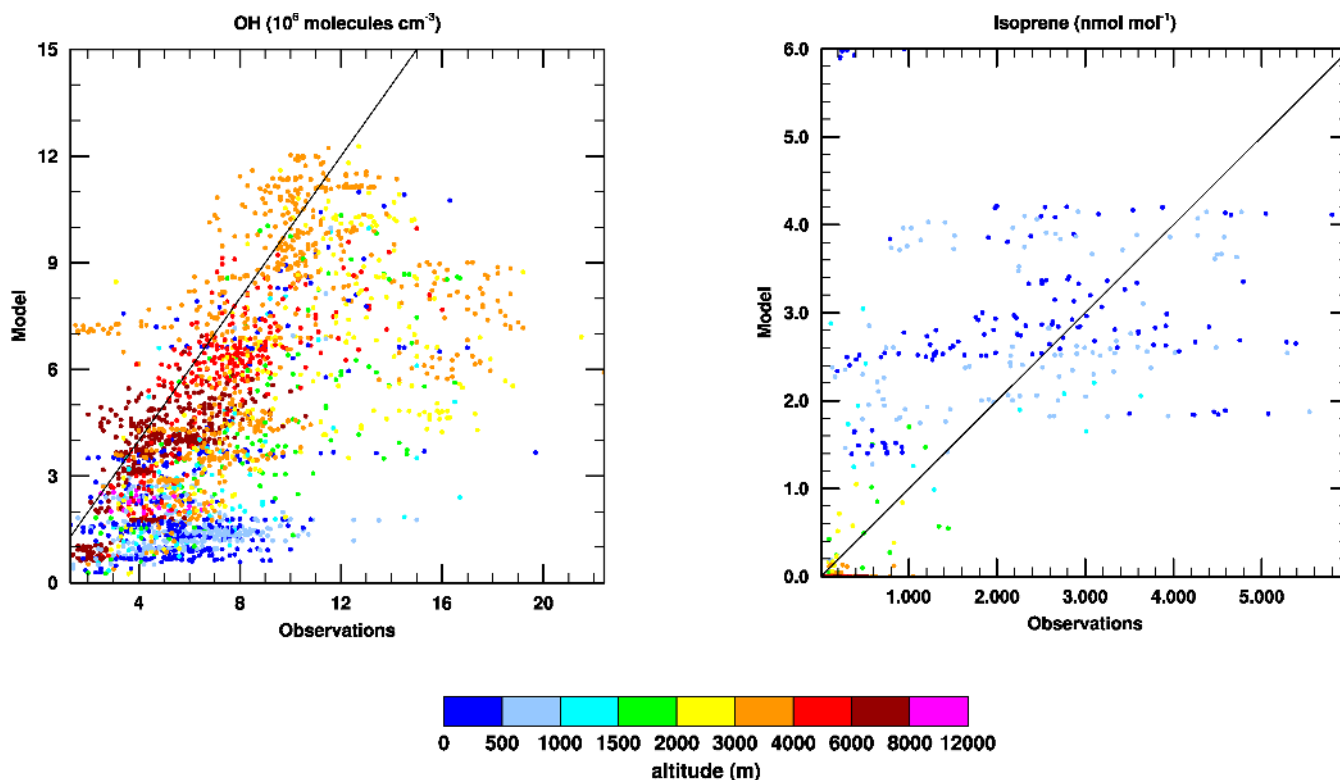 OH (10⁶ molecules cm⁻³)
15
12
9
6
3
0
Model
4 8 12 16 20
Observations
Isoprene (nmol mol⁻¹)
6.0
5.0
4.0
3.0
2.0
1.0
0.0
Model
1.000 2.000 3.000 4.000 5.000
Observations
0 500 1000 1500 2000 3000 4000 6000 8000 12000
altitude (m)